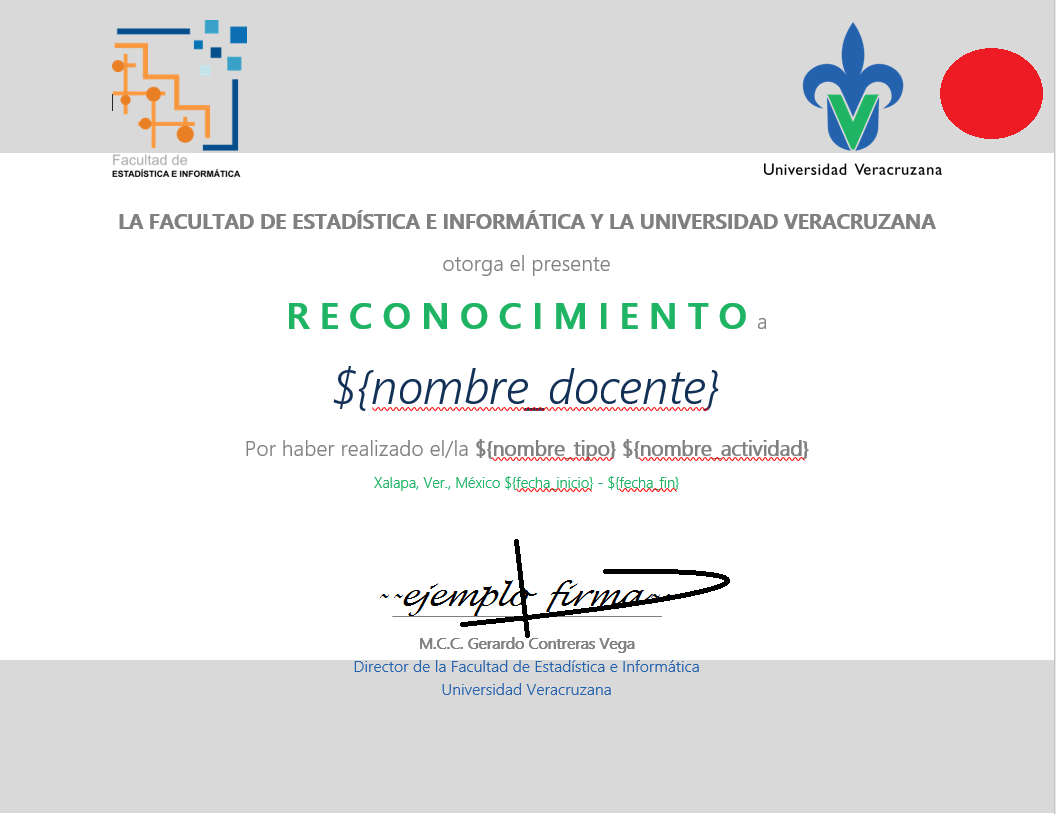 Facultad de
ESTADÍSTICA E INFORMÁTICA
Universidad Veracruzana
LA FACULTAD DE ESTADÍSTICA E INFORMÁTICA Y LA UNIVERSIDAD VERACRUZANA
otorga el presente
RECONOCIMIENTO a
${nombre_docente}
Por haber realizado el/la ${nombre_tipo} ${nombre_actividad}
Xalapa, Ver., México ${fecha_inicio} - ${fecha_fin}
~~ejemplo firma~~
M.C.C. Gerardo Contreras Vega
Director de la Facultad de Estadística e Informática
Universidad Veracruzana